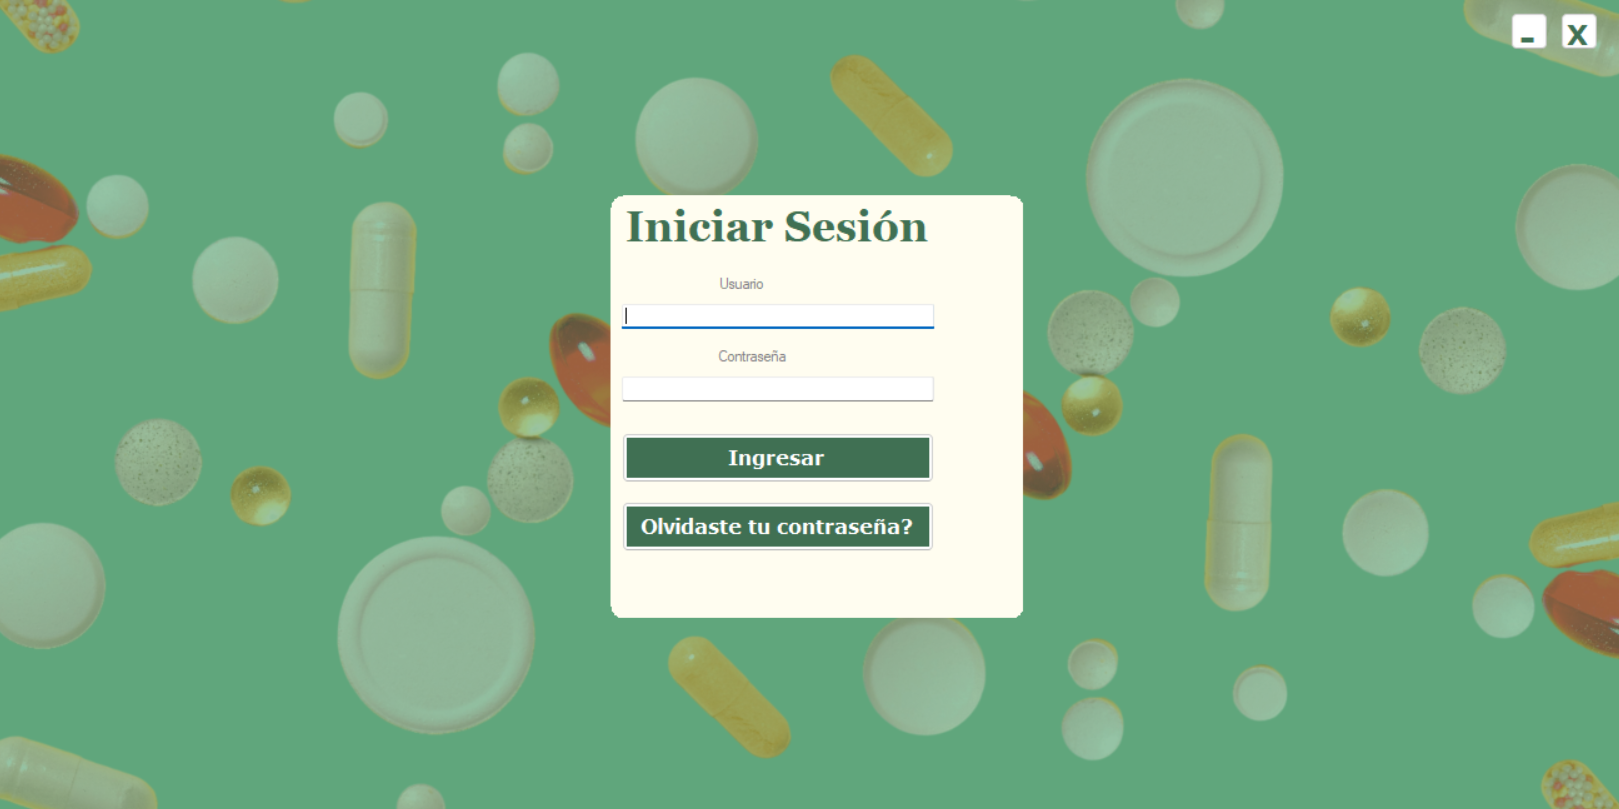 - X
Iniciar Sesión
Usuario
Contraseña
Ingresar
Olvidaste tu contraseña?